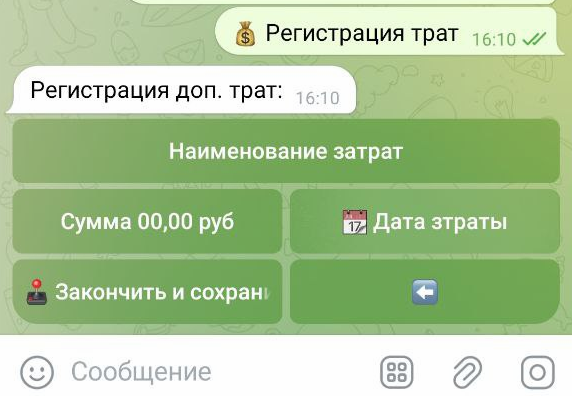 💰 Регистрация трат 16:10
Регистрация доп. трат: 16:10
Наименование затрат
Сумма 00,00 руб
📅 Дата зтраты
🕹 Закончить и сохрани
⬅
Сообщение